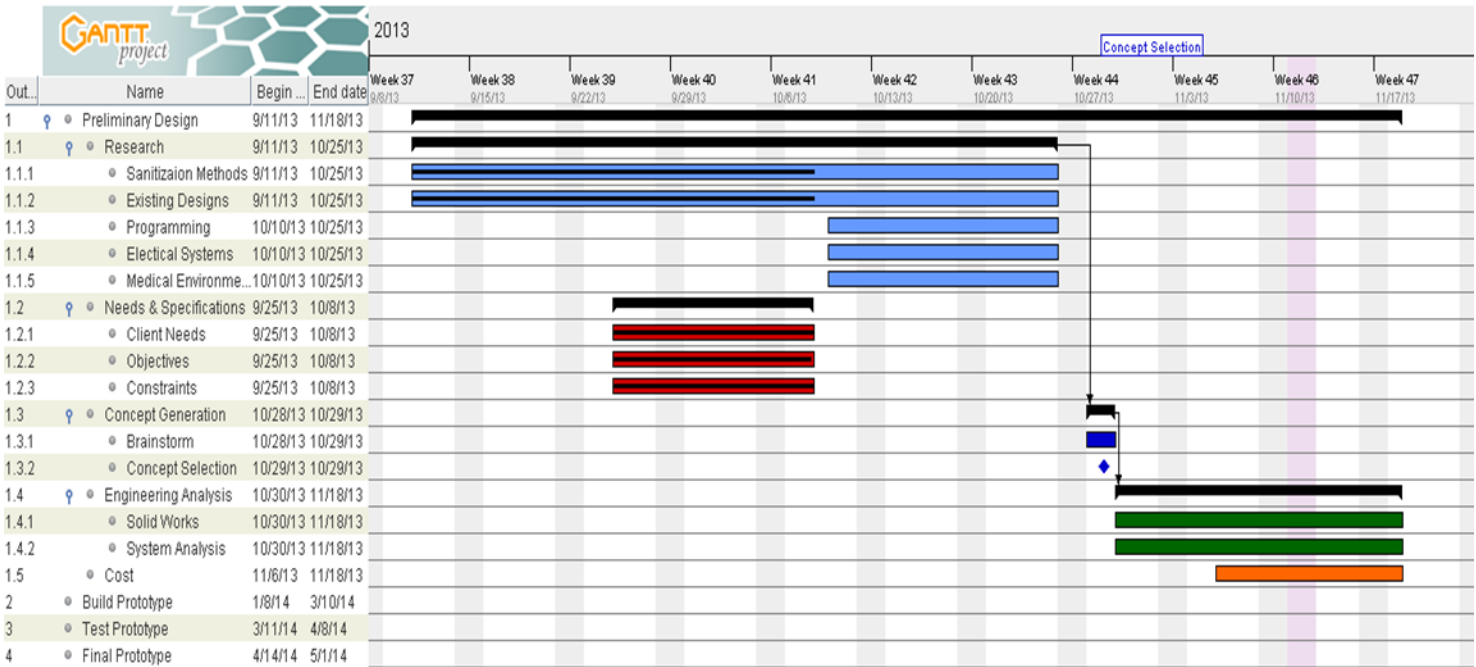 GANTT
project
2013
Concept Selection
Week 37 Week 38 Week 39 Week 40 Week 41 Week 42 Week 43 Week 44 Week 45 Week 46 Week 47
9/8/13 9/15/13 9/22/13 9/29/13 10/6/13 10/13/13 10/20/13 10/27/13 11/3/13 11/10/13 11/17/13
Out... Name Begin ... End date
1 Preliminary Design 9/11/13 11/18/13
1.1 Research 9/11/13 10/25/13
1.1.1 Sanitizaion Methods 9/11/13 10/25/13
1.1.2 Existing Designs 9/11/13 10/25/13
1.1.3 Programming 10/10/13 10/25/13
1.1.4 Electical Systems 10/10/13 10/25/13
1.1.5 Medical Environme... 10/10/13 10/25/13
1.2 Needs & Specifications 9/25/13 10/8/13
1.2.1 Client Needs 9/25/13 10/8/13
1.2.2 Objectives 9/25/13 10/8/13
1.2.3 Constraints 9/25/13 10/8/13
1.3 Concept Generation 10/28/13 10/29/13
1.3.1 Brainstorm 10/28/13 10/29/13
1.3.2 Concept Selection 10/29/13 10/29/13
1.4 Engineering Analysis 10/30/13 11/18/13
1.4.1 Solid Works 10/30/13 11/18/13
1.4.2 System Analysis 10/30/13 11/18/13
1.5 Cost 11/6/13 11/18/13
2 Build Prototype 1/8/14 3/10/14
3 Test Prototype 3/11/14 4/8/14
4 Final Prototype 4/14/14 5/1/14